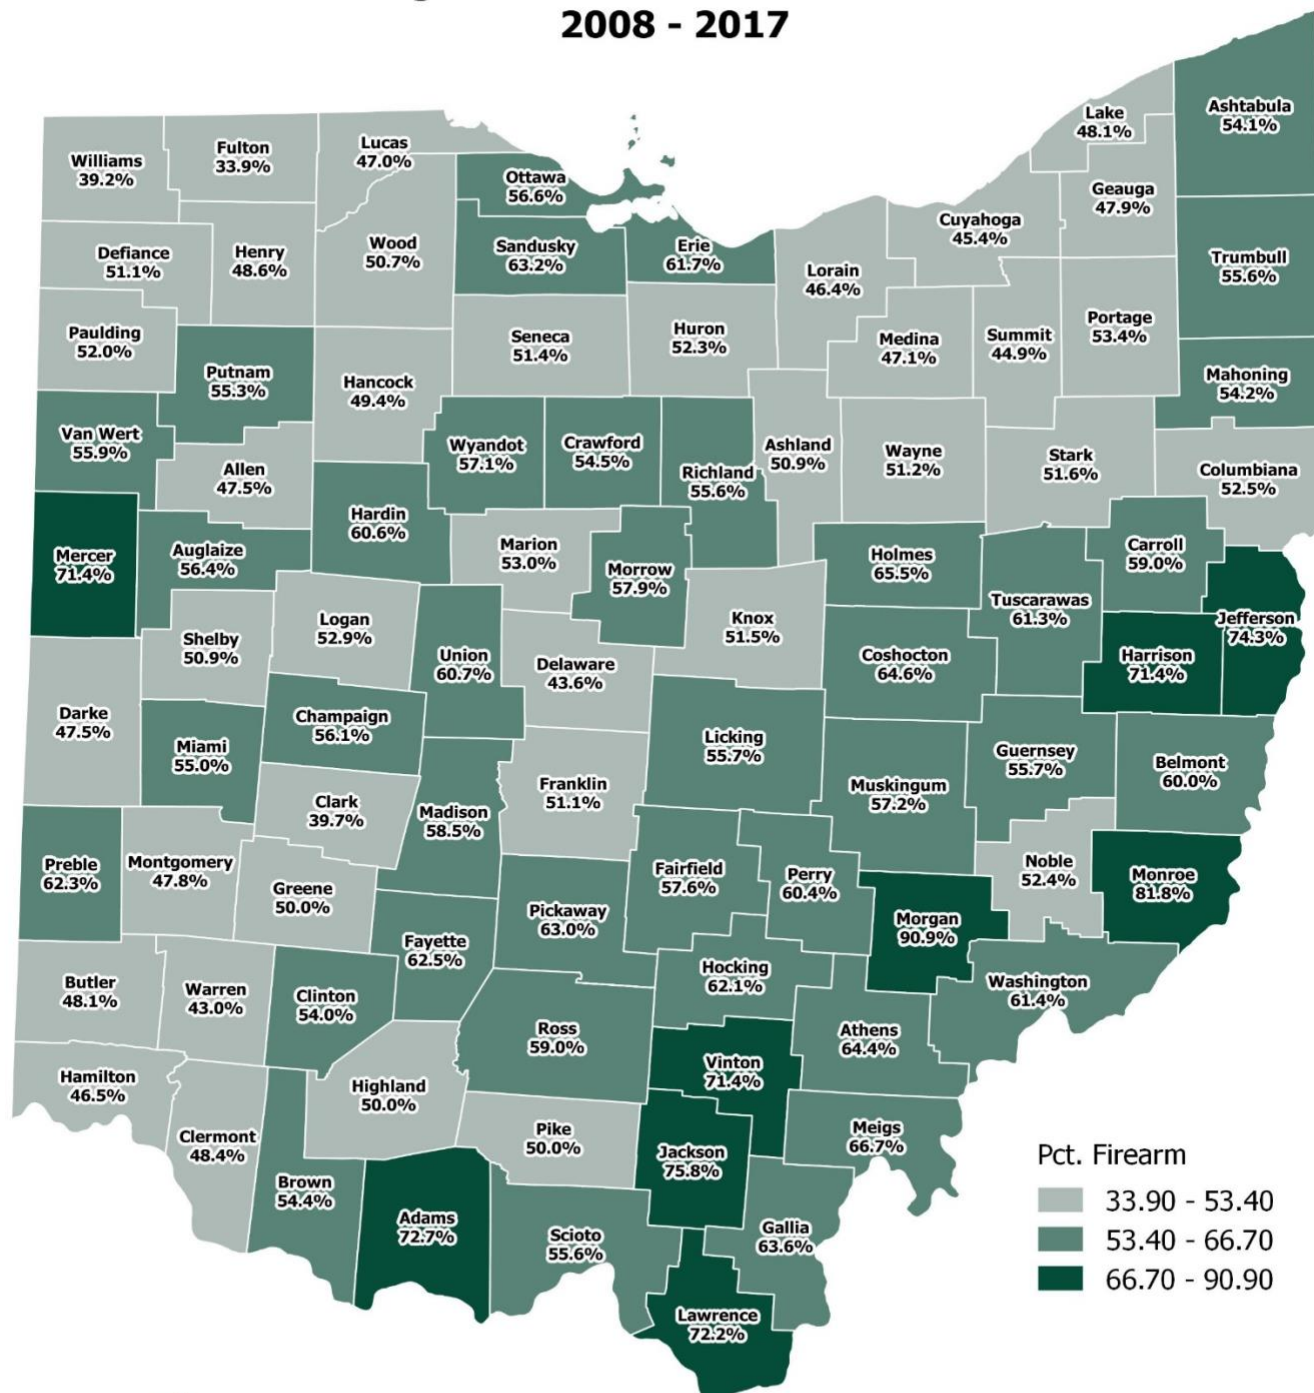 2008 - 2017
Lake
48.1%
Ashtabula
54.1%
Williams
39.2%
Fulton
33.9%
Lucas
47.0%
Ottawa
56.6%
Geauga
47.9%
Cuyahoga
45.4%
Defiance
51.1%
Henry
48.6%
Wood
50.7%
Sandusky
63.2%
Erie
61.7%
Lorain
46.4%
Trumbull
55.6%
Paulding
52.0%
Seneca
51.4%
Huron
52.3%
Medina
47.1%
Summit
44.9%
Portage
53.4%
Putnam
55.3%
Hancock
49.4%
Mahoning
54.2%
Van Wert
55.9%
Allen
47.5%
Wyandot
57.1%
Crawford
54.5%
Richland
55.6%
Ashland
50.9%
Wayne
51.2%
Stark
51.6%
Columbiana
52.5%
Mercer
71.4%
Auglaize
56.4%
Hardin
60.6%
Marion
53.0%
Morrow
57.9%
Holmes
65.5%
Carroll
59.0%
Tuscarawas
61.3%
Jefferson
74.3%
Shelby
50.9%
Logan
52.9%
Union
60.7%
Delaware
43.6%
Knox
51.5%
Coshocton
64.6%
Harrison
71.4%
Darke
47.5%
Miami
55.0%
Champaign
56.1%
Licking
55.7%
Guernsey
55.7%
Belmont
60.0%
Clark
39.7%
Madison
58.5%
Franklin
51.1%
Muskingum
57.2%
Preble
62.3%
Montgomery
47.8%
Greene
50.0%
Fairfield
57.6%
Perry
60.4%
Noble
52.4%
Monroe
81.8%
Fayette
62.5%
Pickaway
63.0%
Morgan
90.9%
Butler
48.1%
Warren
43.0%
Clinton
54.0%
Hocking
62.1%
Washington
61.4%
Ross
59.0%
Athens
64.4%
Hamilton
46.5%
Highland
50.0%
Vinton
71.4%
Clermont
48.4%
Pike
50.0%
Jackson
75.8%
Meigs
66.7%
Brown
54.4%
Adams
72.7%
Scioto
55.6%
Gallia
63.6%
Lawrence
72.2%
Pct. Firearm
33.90 - 53.40
53.40 - 66.70
66.70 - 90.90